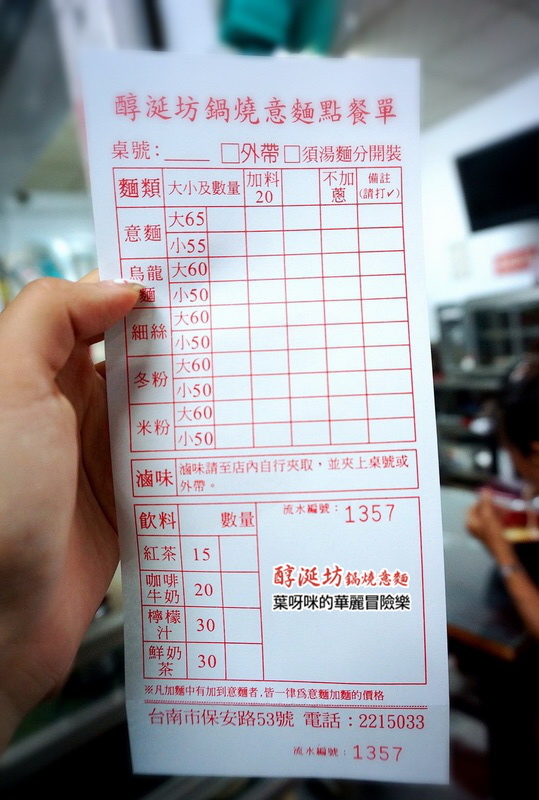 醇涎坊鍋燒意麵點餐單
桌號：____ □外帶 □須湯麵分開裝
麵類 大小及數量 加料20 不加蔥 備註(請打✓)
意麵 大65
小55
烏龍麵 大60
小50
細絲 大60
小50
冬粉 大60
小50
米粉 大60
小50
滷味 滷味請至店內自行夾取，並夾上桌號或
外帶。
飲料 數量 流水編號：1357
紅茶 15
咖啡牛奶 20
檸檬汁 30
鮮奶茶 30
醇涎坊鍋燒意麵
葉呀咪的華麗冒險樂
※凡加麵中有加到意麵者,皆一律為意麵加麵的價格
台南市保安路53號 電話：2215033
流水編號：1357